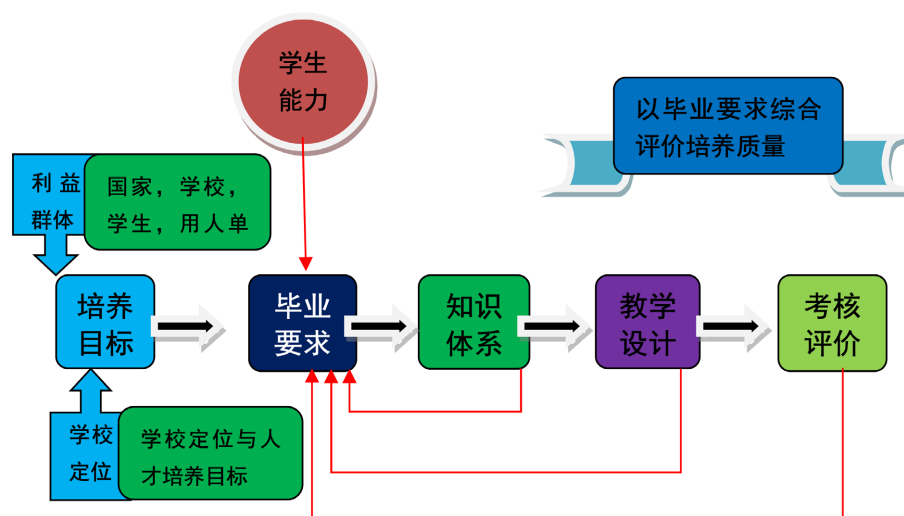 学生
能力
以毕业要求综合
评价培养质量
利 益
群体
国家，学校，
学生，用人单
培养
目标
毕业
要求
知识
体系
教学
设计
考核
评价
学校
定位
学校定位与人
才培养目标